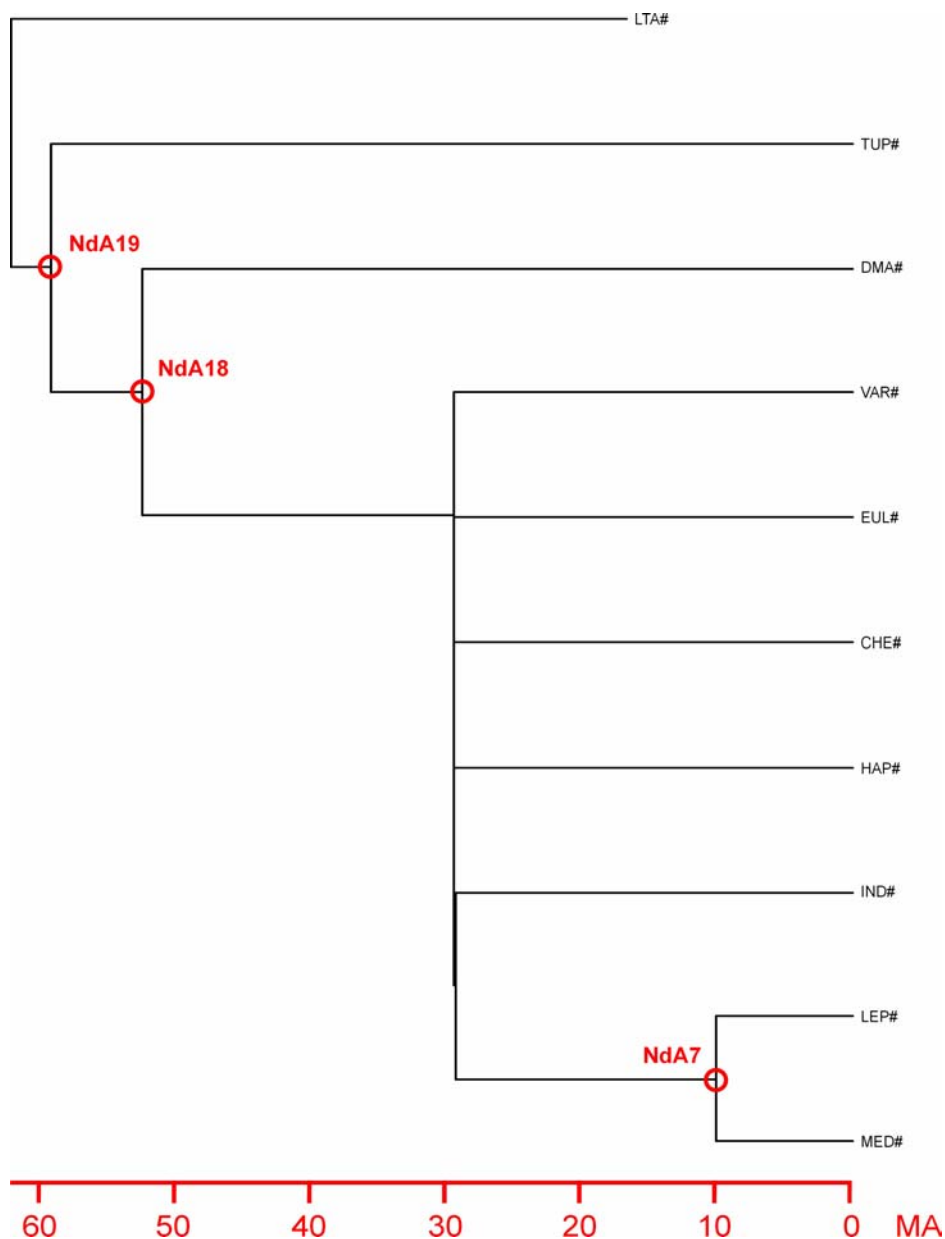 LTA#
TUP#
NdA19
DMA#
NdA18
VAR#
EUL#
CHE#
HAP#
IND#
LEP#
NdA7
MED#
60 50 40 30 20 10 0 MA